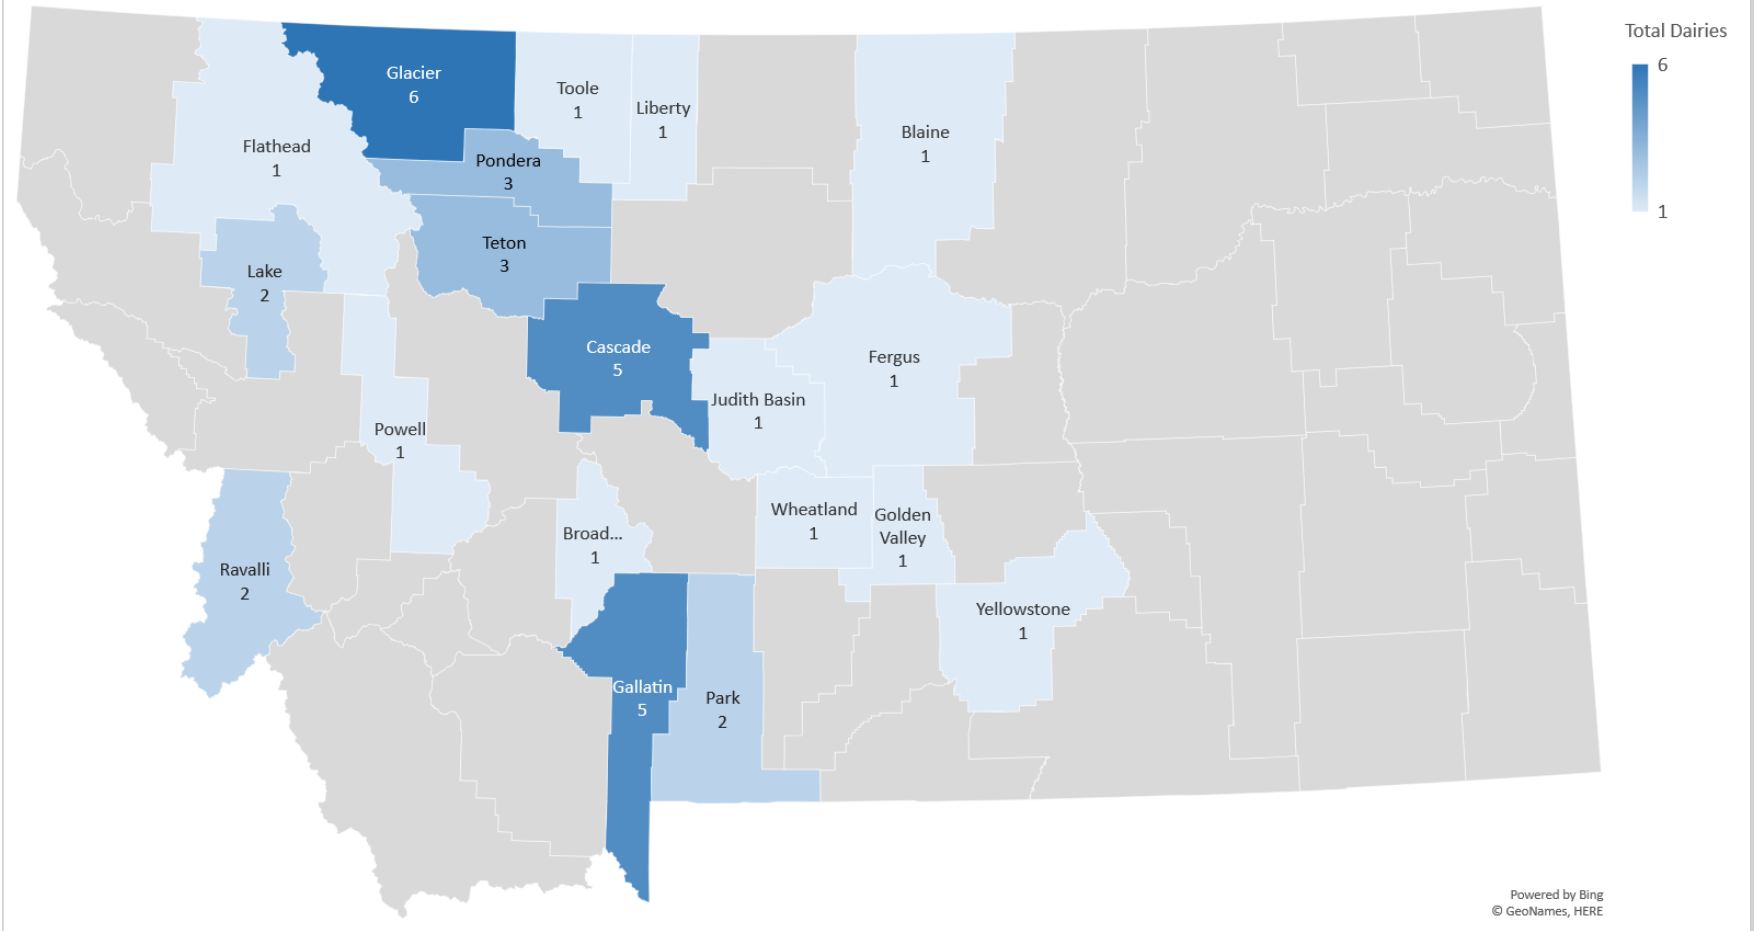 Total Dairies
6
1
Glacier
6
Toole
1
Liberty
1
Blaine
1
Flathead
1
Pondera
3
Teton
3
Lake
2
Cascade
5
Fergus
1
Judith Basin
1
Powell
1
Wheatland
1
Golden
Valley
1
Broad...
1
Ravalli
2
Yellowstone
1
Gallatin
5
Park
2
Powered by Bing
© GeoNames, HERE